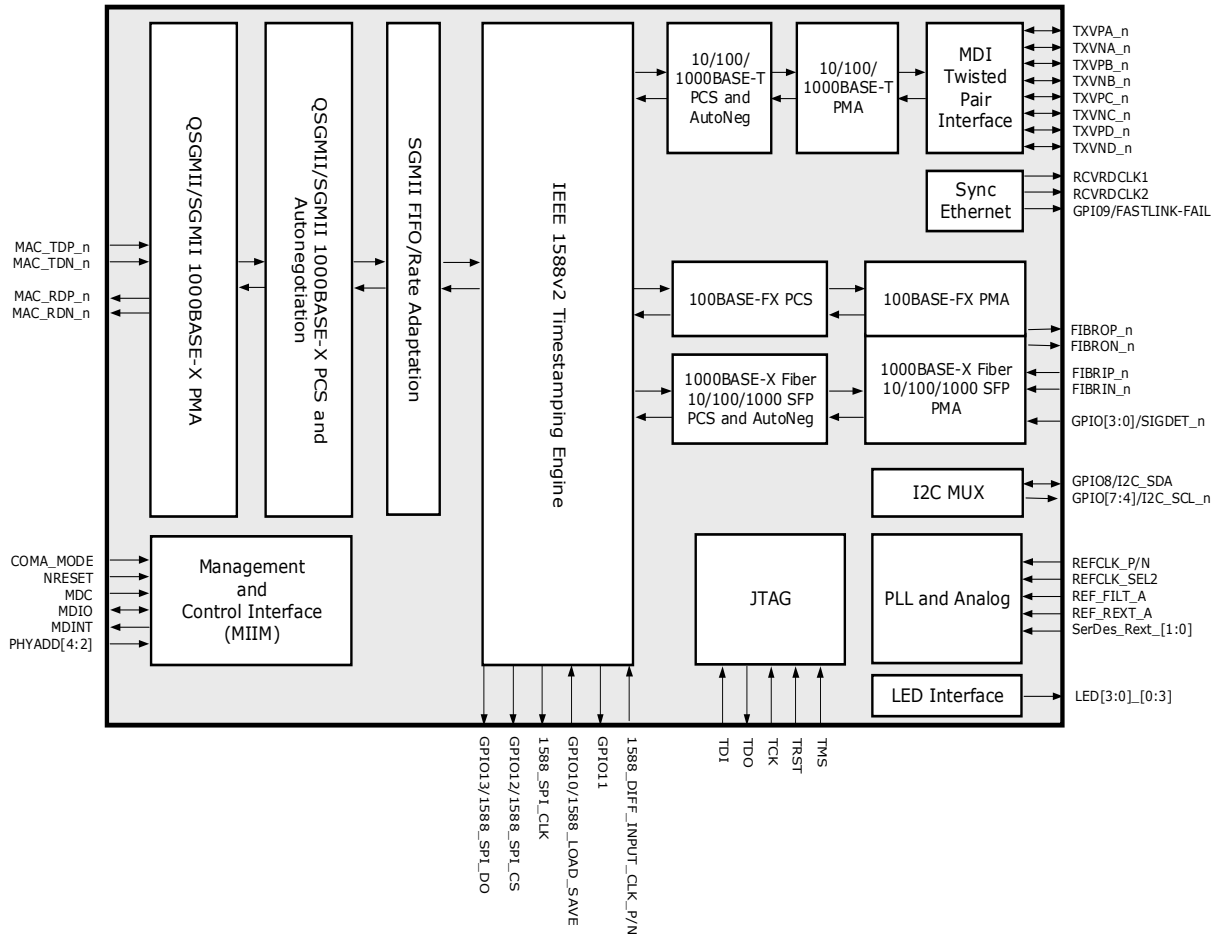 QSGMII/SGMII 1000BASE-X PMA
QSGMII/SGMII 1000BASE-X PCS and
Autonegotiation
SGMII FIFO/Rate Adaptation
IEEE 1588v2 Timestamping Engine
10/100/
1000BASE-T
PCS and
AutoNeg
10/100/
1000BASE-T
PMA
MDI
Twisted
Pair
Interface
TXVPA_n
TXVNA_n
TXVPB_n
TXVNB_n
TXVPC_n
TXVNC_n
TXVPD_n
TXVND_n
Sync
Ethernet
RCVRDCLK1
RCVRDCLK2
GPI09/FASTLINK-FAIL
MAC_TDP_n
MAC_TDN_n
MAC_RDP_n
MAC_RDN_n
100BASE-FX PCS
100BASE-FX PMA
1000BASE-X Fiber
10/100/1000 SFP
PCS and AutoNeg
1000BASE-X Fiber
10/100/1000 SFP
PMA
FIBROP_n
FIBRON_n
FIBRIP_n
FIBRIN_n
GPIO[3:0]/SIGDET_n
I2C MUX
GPIO8/I2C_SDA
GPIO[7:4]/I2C_SCL_n
COMA_MODE
NRESET
MDC
MDIO
MDINT
PHYADD[4:2]
Management
and
Control Interface
(MIIM)
JTAG
PLL and Analog
REFCLK_P/N
REFCLK_SEL2
REF_FILT_A
REF_REXT_A
SerDes_Rext_[1:0]
LED Interface
LED[3:0]_[0:3]
GPIO13/1588_SPI_DO
GPIO12/1588_SPI_CS
1588_SPI_CLK
GPIO10/1588_LOAD_SAVE
GPIO11
1588_DIFF_INPUT_CLK_P/N
TDI
TDO
TCK
TRST
TMS